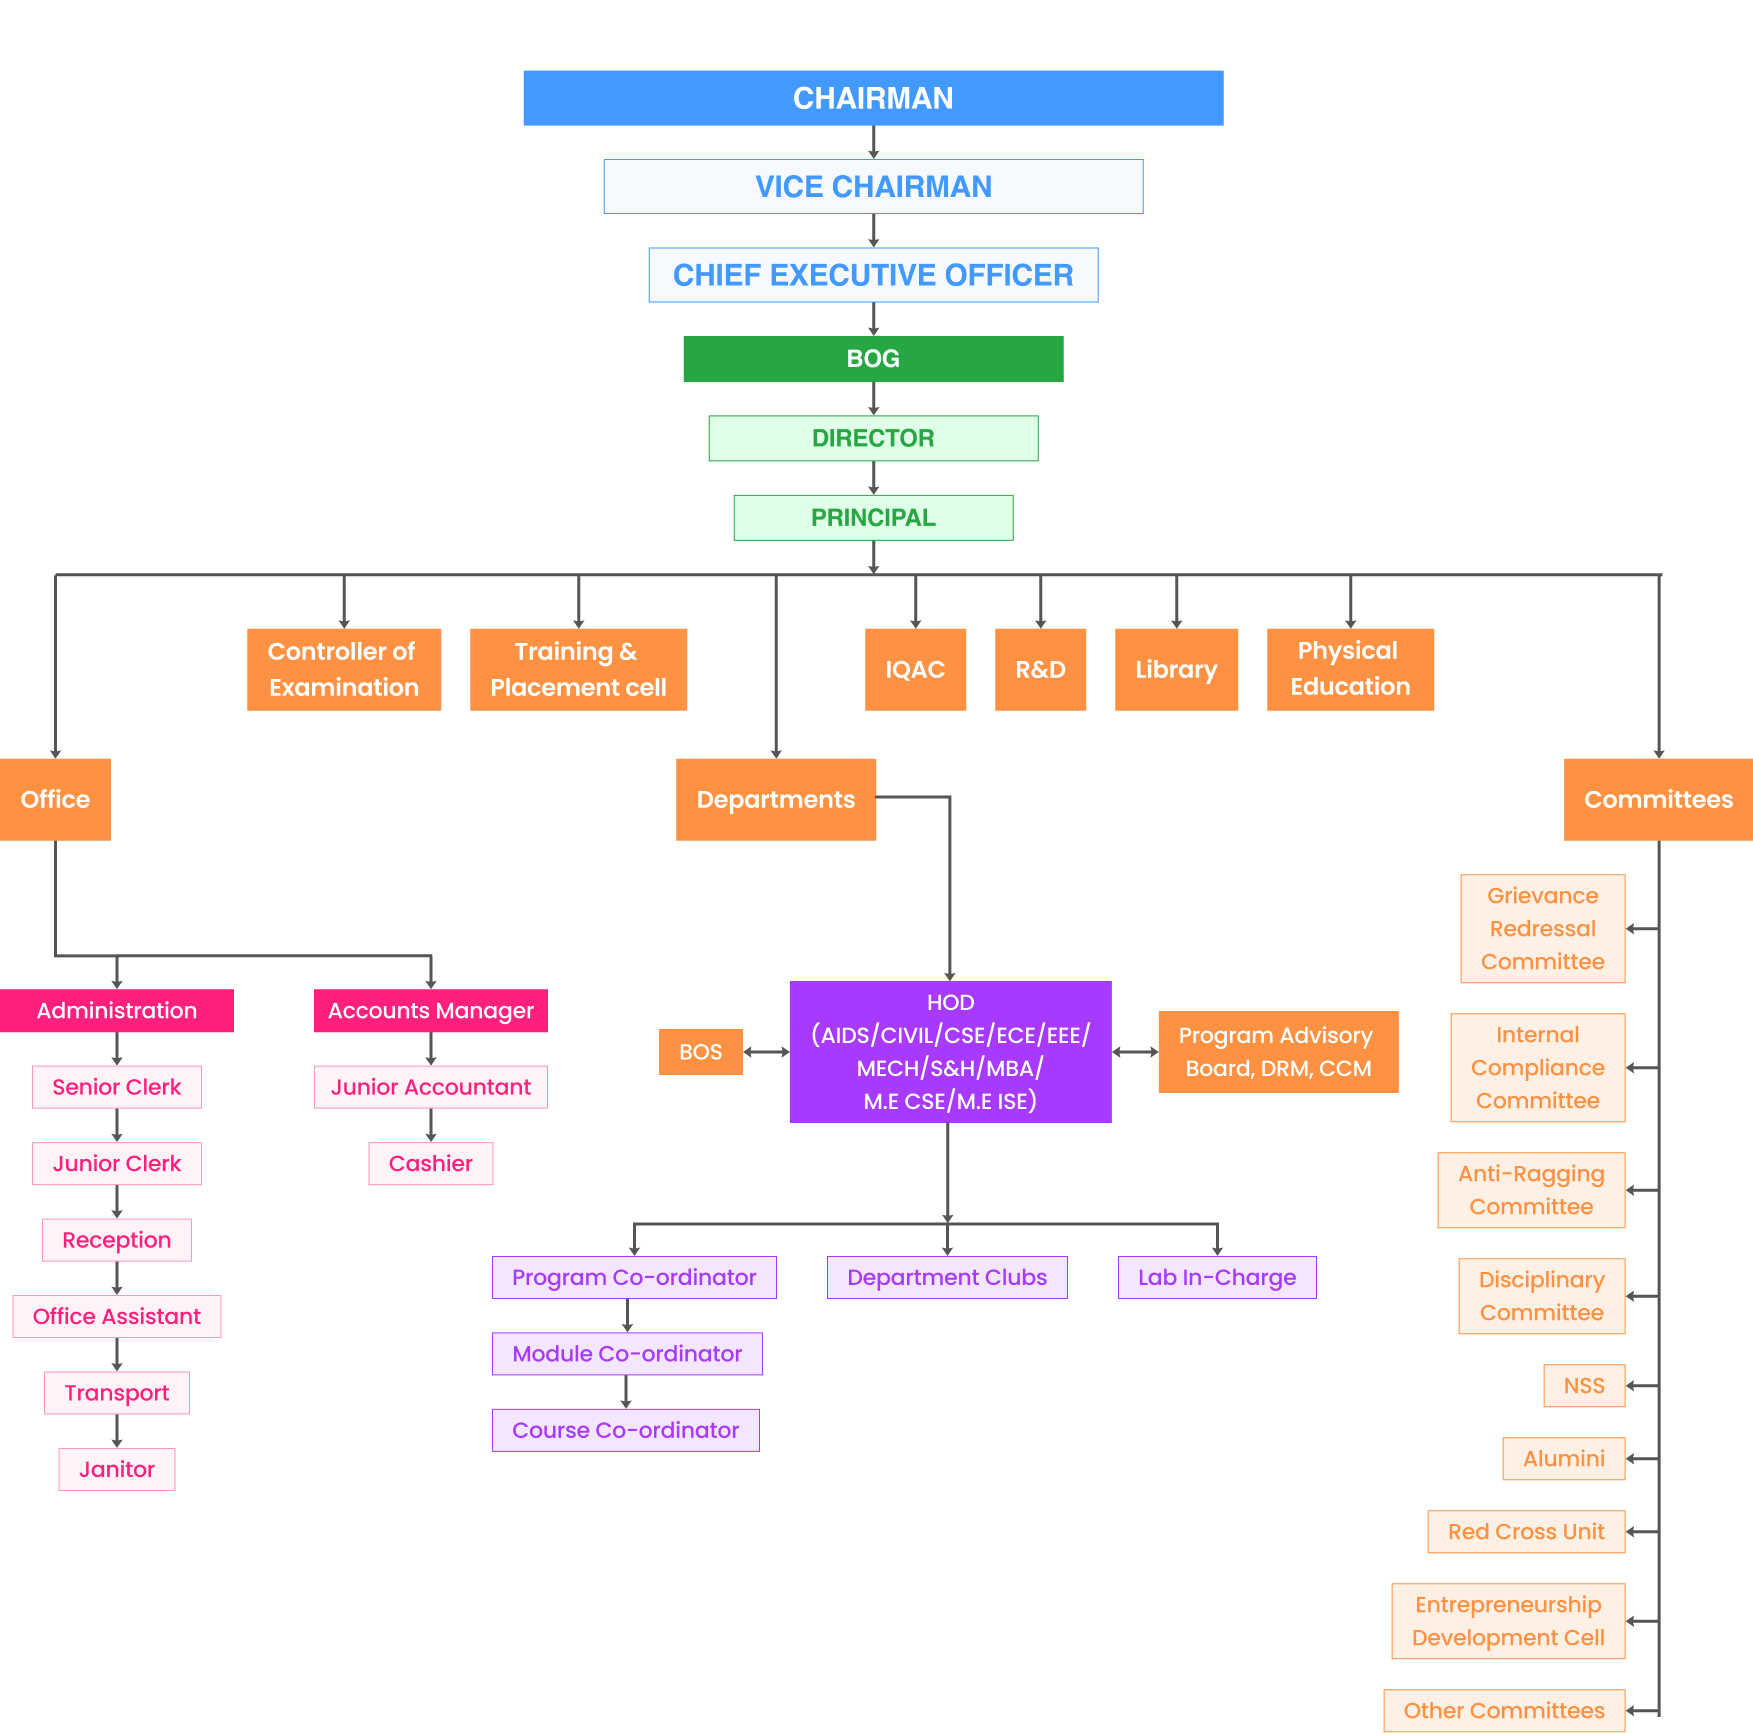 CHAIRMAN
VICE CHAIRMAN
CHIEF EXECUTIVE OFFICER
BOG
DIRECTOR
PRINCIPAL
Controller of
Examination
Training &
Placement cell
IQAC
R&D
Library
Physical
Education
Office
Departments
Committees
Administration
Senior Clerk
Junior Clerk
Reception
Office Assistant
Transport
Janitor
Accounts Manager
Junior Accountant
Cashier
BOS
HOD
(AIDS/CIVIL/CSE/ECE/EEE/
MECH/S&H/MBA/
M.E CSE/M.E ISE)
Program Advisory
Board, DRM, CCM
Program Co-ordinator
Module Co-ordinator
Course Co-ordinator
Department Clubs
Lab In-Charge
Grievance
Redressal
Committee
Internal
Compliance
Committee
Anti-Ragging
Committee
Disciplinary
Committee
NSS
Alumini
Red Cross Unit
Entrepreneurship
Development Cell
Other Committees